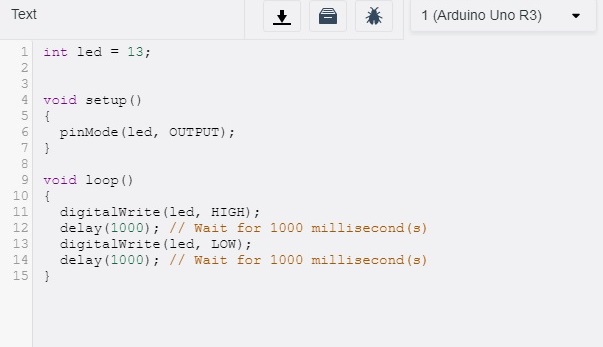 Text
1 (Arduino Uno R3)
1 int led = 13;
2
3
4 void setup()
5 {
6   pinMode(led, OUTPUT);
7 }
8
9 void loop()
10 {
11   digitalWrite(led, HIGH);
12   delay(1000); // Wait for 1000 millisecond(s)
13   digitalWrite(led, LOW);
14   delay(1000); // Wait for 1000 millisecond(s)
15 }